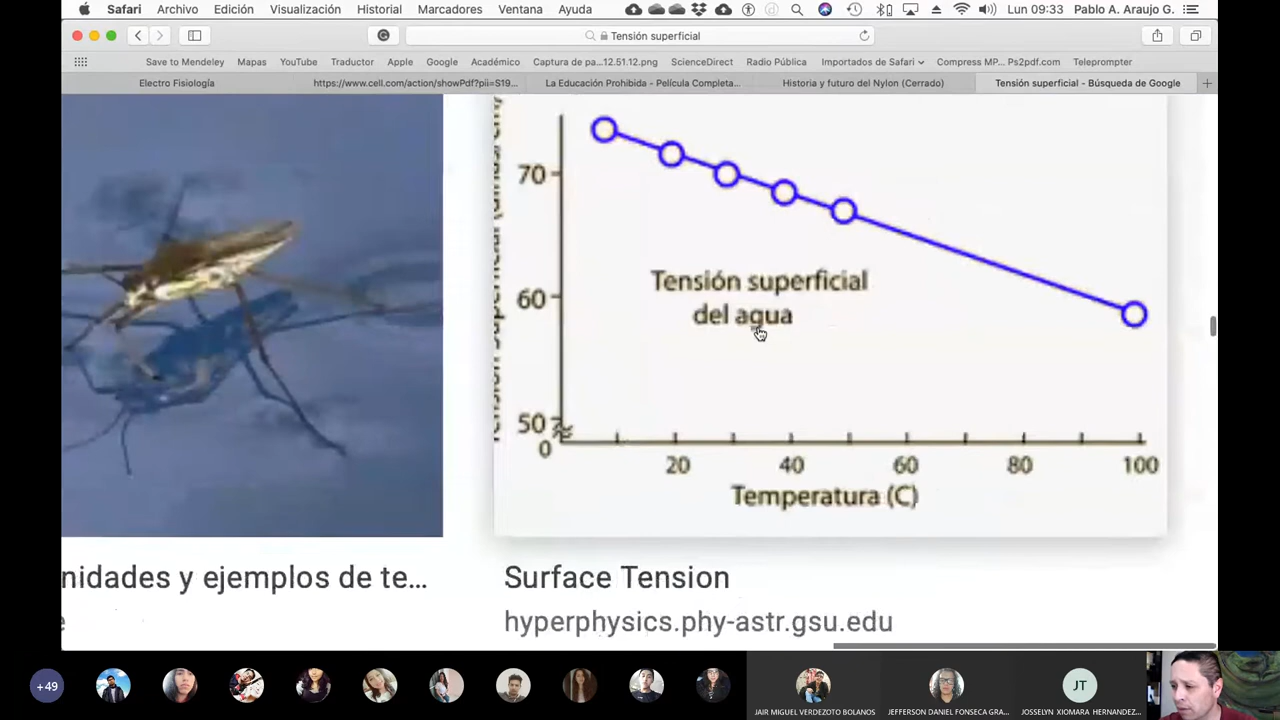 Safari Archivo Edición Visualización Historial Marcadores Ventana Ayuda Lun 09:33 Pablo A. Araujo G.
Tensión superficial
Save to Mendeley Mapas YouTube Traductor Apple Google Académico Captura de pa...12.51.12.png ScienceDirect Radio Pública Importados de Safari Compress MP... Ps2pdf.com Teleprompter
Electro Fisiología https://www.cell.com/action/showPdf?pii=S19... La Educación Prohibida - Película Completa... Historia y futuro del Nylon (Cerrado) Tensión superficial - Búsqueda de Google
70
60
50
0
Tensión superficial
del agua
20 40 60 80 100
Temperatura (C)
nidades y ejemplos de te... Surface Tension
hyperphysics.phy-astr.gsu.edu
+49
JT
JAIR MIGUEL VERDEZOTO BOLANOS JEFFERSON DANIEL FONSECA GRA... JOSSELYN XIOMARA HERNANDEZ...